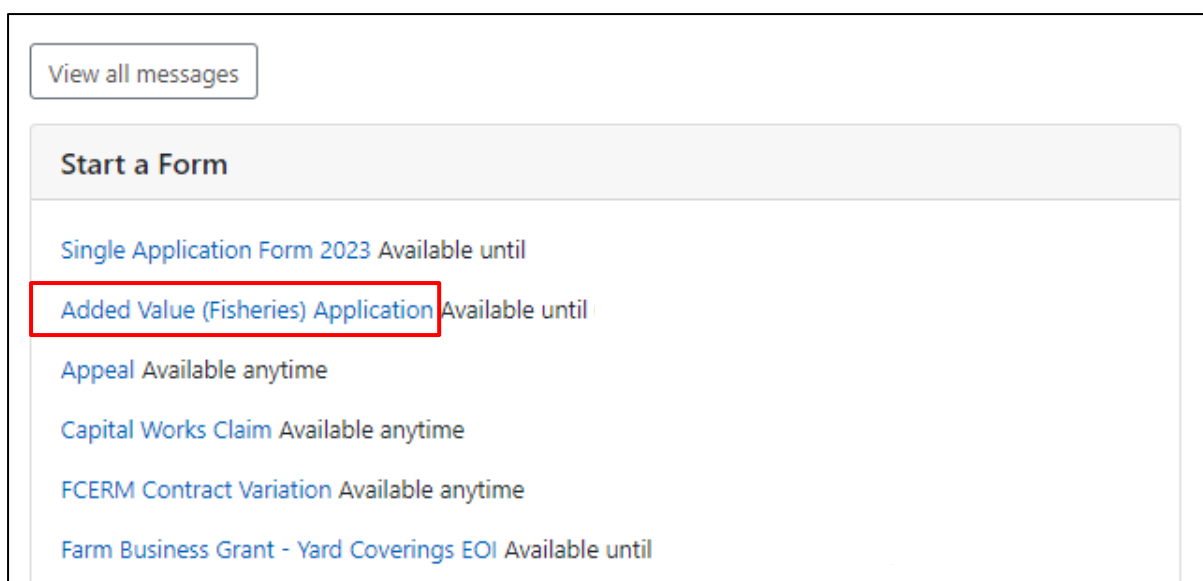 View all messages
Start a Form
Single Application Form 2023 Available until
Added Value (Fisheries) Application Available until
Appeal Available anytime
Capital Works Claim Available anytime
FCERM Contract Variation Available anytime
Farm Business Grant - Yard Coverings EOI Available until